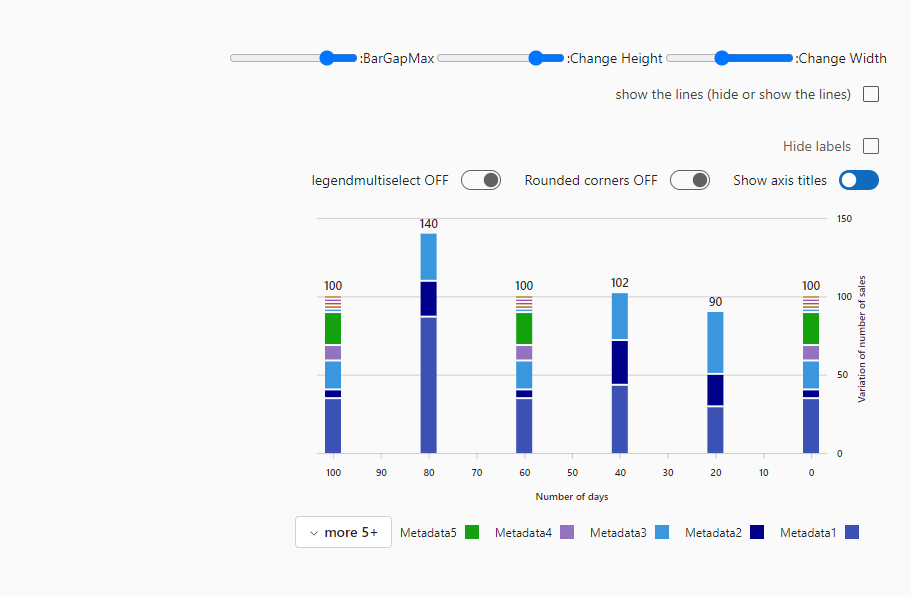 :BarGapMax :Change Height :Change Width
show the lines (hide or show the lines)
Hide labels
legendmultiselect OFF Rounded corners OFF Show axis titles
150
140
100 100 102 90 100
100
50
0
Variation of number of sales
100 90 80 70 60 50 40 30 20 10 0
Number of days
more 5+ Metadata5 Metadata4 Metadata3 Metadata2 Metadata1